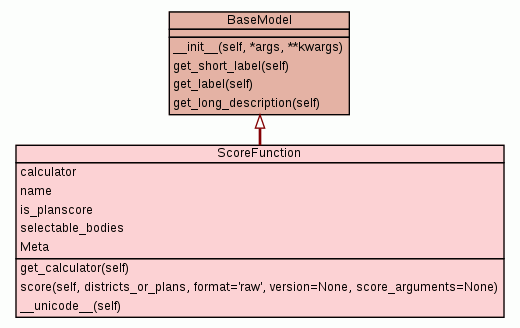 BaseModel
__init__(self, *args, **kwargs)
get_short_label(self)
get_label(self)
get_long_description(self)
ScoreFunction
calculator
name
is_planscore
selectable_bodies
Meta
get_calculator(self)
score(self, districts_or_plans, format='raw', version=None, score_arguments=None)
__unicode__(self)